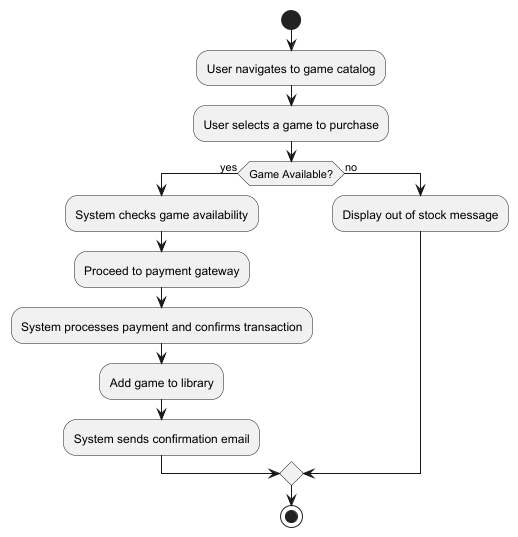 User navigates to game catalog
User selects a game to purchase
Game Available?
yes
no
System checks game availability
Display out of stock message
Proceed to payment gateway
System processes payment and confirms transaction
Add game to library
System sends confirmation email